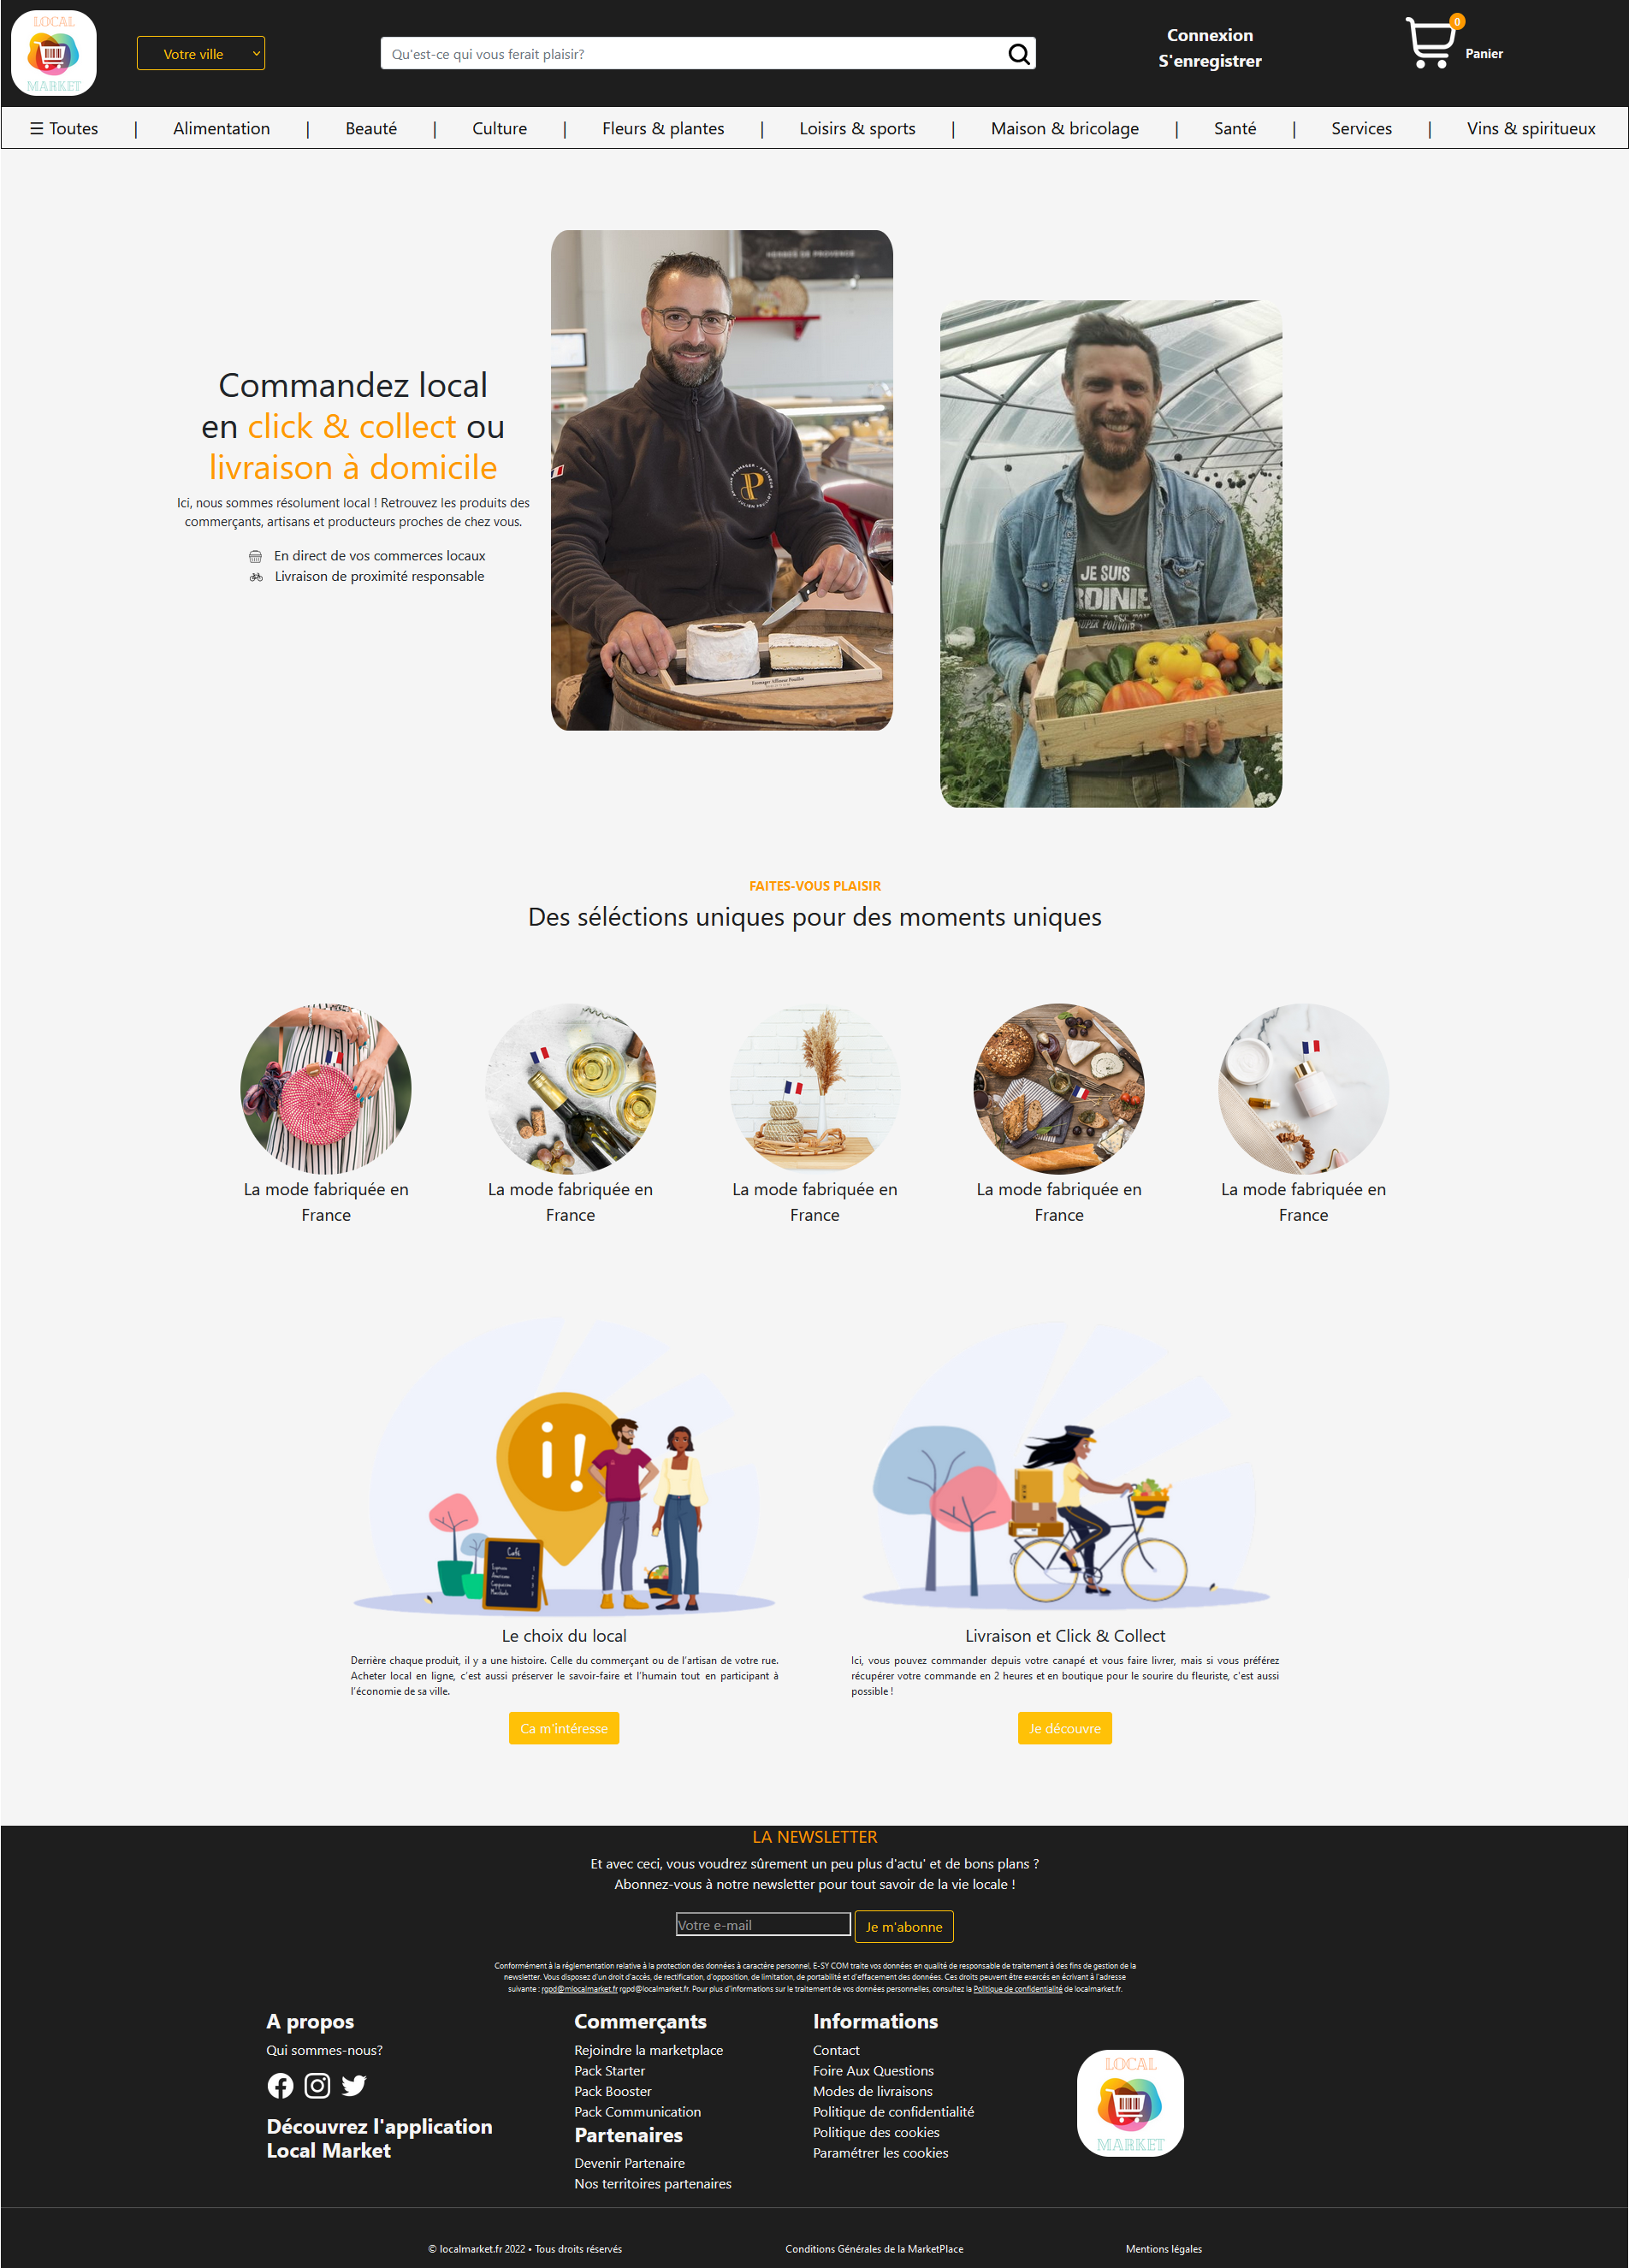 LOCAL
MARKET
Votre ville
Qu'est-ce qui vous ferait plaisir?
Connexion
S'enregistrer
0
Panier
☰ Toutes | Alimentation | Beauté | Culture | Fleurs & plantes | Loisirs & sports | Maison & bricolage | Santé | Services | Vins & spiritueux
Commandez local
en click & collect ou
livraison à domicile
Ici, nous sommes résolument local ! Retrouvez les produits des
commerçants, artisans et producteurs proches de chez vous.
En direct de vos commerces locaux
Livraison de proximité responsable
P
Fromager Affineur Pouillot
JE SUIS
RDINIE
SUPER POUVOIR
FAITES-VOUS PLAISIR
Des séléctions uniques pour des moments uniques
La mode fabriquée en
France
La mode fabriquée en
France
La mode fabriquée en
France
La mode fabriquée en
France
La mode fabriquée en
France
i!
Café
Le choix du local
Derrière chaque produit, il y a une histoire. Celle du commerçant ou de l'artisan de votre rue.
Acheter local en ligne, c'est aussi préserver le savoir-faire et l'humain tout en participant à
l'économie de sa ville.
Ca m'intéresse
Livraison et Click & Collect
Ici, vous pouvez commander depuis votre canapé et vous faire livrer, mais si vous préférez
récupérer votre commande en 2 heures et en boutique pour le sourire du fleuriste, c'est aussi
possible !
Je découvre
LA NEWSLETTER
Et avec ceci, vous voudrez sûrement un peu plus d'actu' et de bons plans ?
Abonnez-vous à notre newsletter pour tout savoir de la vie locale !
Votre e-mail
Je m'abonne
Conformément à la réglementation relative à la protection des données à caractère personnel, E-SY COM traite vos données en qualité de responsable de traitement à des fins de gestion de la
newsletter. Vous disposez d'un droit d'accès, de rectification, d'opposition, de limitation, de portabilité et d'effacement des données. Ces droits peuvent être exercés en écrivant à l'adresse
suivante : rgpd@mlocalmarket.fr rgpd@localmarket.fr. Pour plus d'informations sur le traitement de vos données personnelles, consultez la Politique de confidentialité de localmarket.fr.
A propos
Qui sommes-nous?
Découvrez l'application
Local Market
Commerçants
Rejoindre la marketplace
Pack Starter
Pack Booster
Pack Communication
Partenaires
Devenir Partenaire
Nos territoires partenaires
Informations
Contact
Foire Aux Questions
Modes de livraisons
Politique de confidentialité
Politique des cookies
Paramétrer les cookies
LOCAL
MARKET
© localmarket.fr 2022 • Tous droits réservés
Conditions Générales de la MarketPlace
Mentions légales